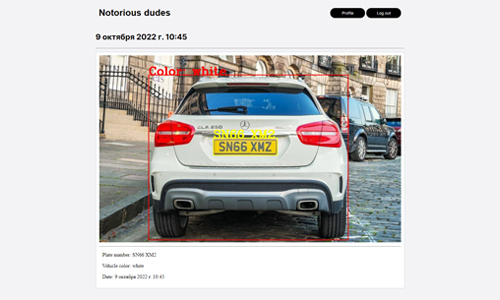 Notorious dudes
Profile
Log out
9 октября 2022 г. 10:45
Color: white
GLA 250
SN66 XMZ
SN66 XMZ
Plate number: SN66 XMZ
Vehicle color: white
Date: 9 октября 2022 г. 10:45